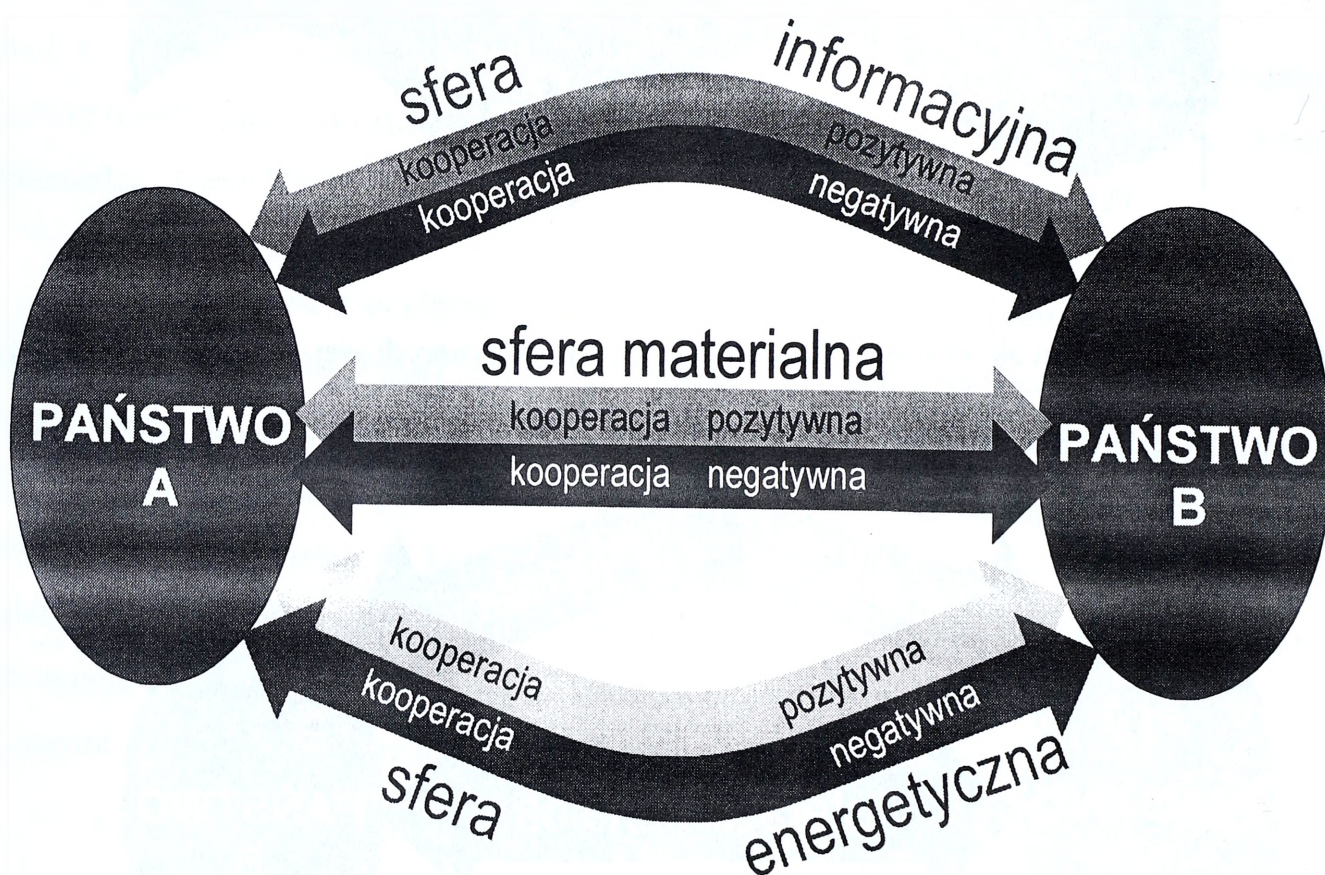 sfera informacyjna
kooperacja pozytywna
kooperacja negatywna
PAŃSTWO
A
sfera materialna
kooperacja pozytywna
kooperacja negatywna
PAŃSTWO
B
kooperacja pozytywna
kooperacja negatywna
sfera energetyczna